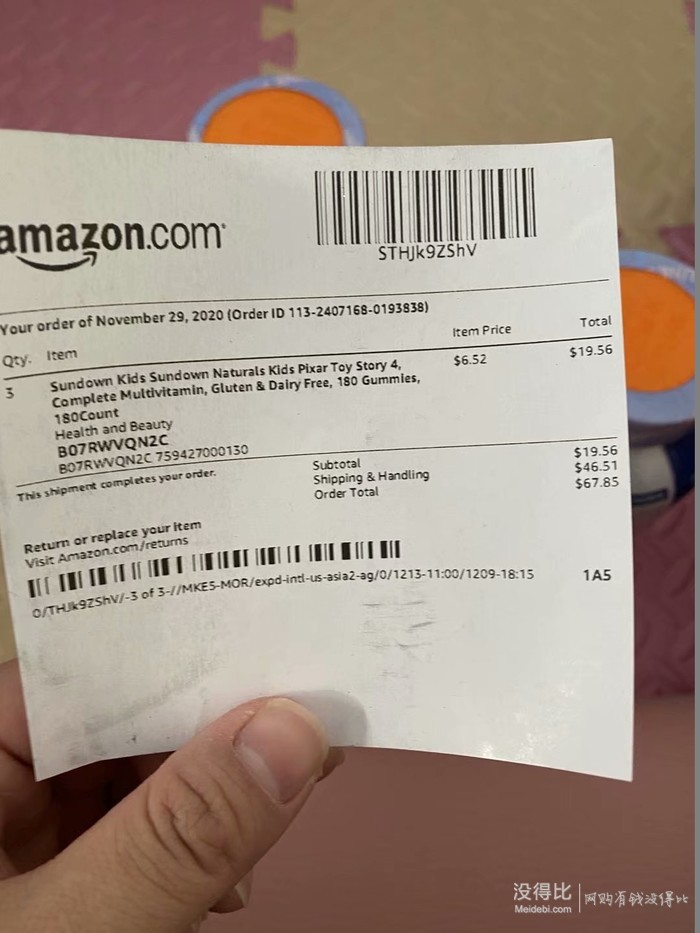 amazon.com
STHJk9ZShV
Your order of November 29, 2020 (Order ID 113-2407168-0193838)
Qty. Item Item Price Total
3 Sundown Kids Sundown Naturals Kids Pixar Toy Story 4, $6.52 $19.56
Complete Multivitamin, Gluten & Dairy Free, 180 Gummies,
180Count
Health and Beauty
B07RWVQN2C
B07RWVQN2C 759427000130
This shipment completes your order.
Subtotal $19.56
Shipping & Handling $46.51
Order Total $67.85
Return or replace your item
Visit Amazon.com/returns
0/THJk9ZShV/-3 of 3-//MKE5-MOR/expd-intl-us-asia2-ag/0/1213-11:00/1209-18:15 1A5
没得比 网购有钱没得比
Meidebi.com